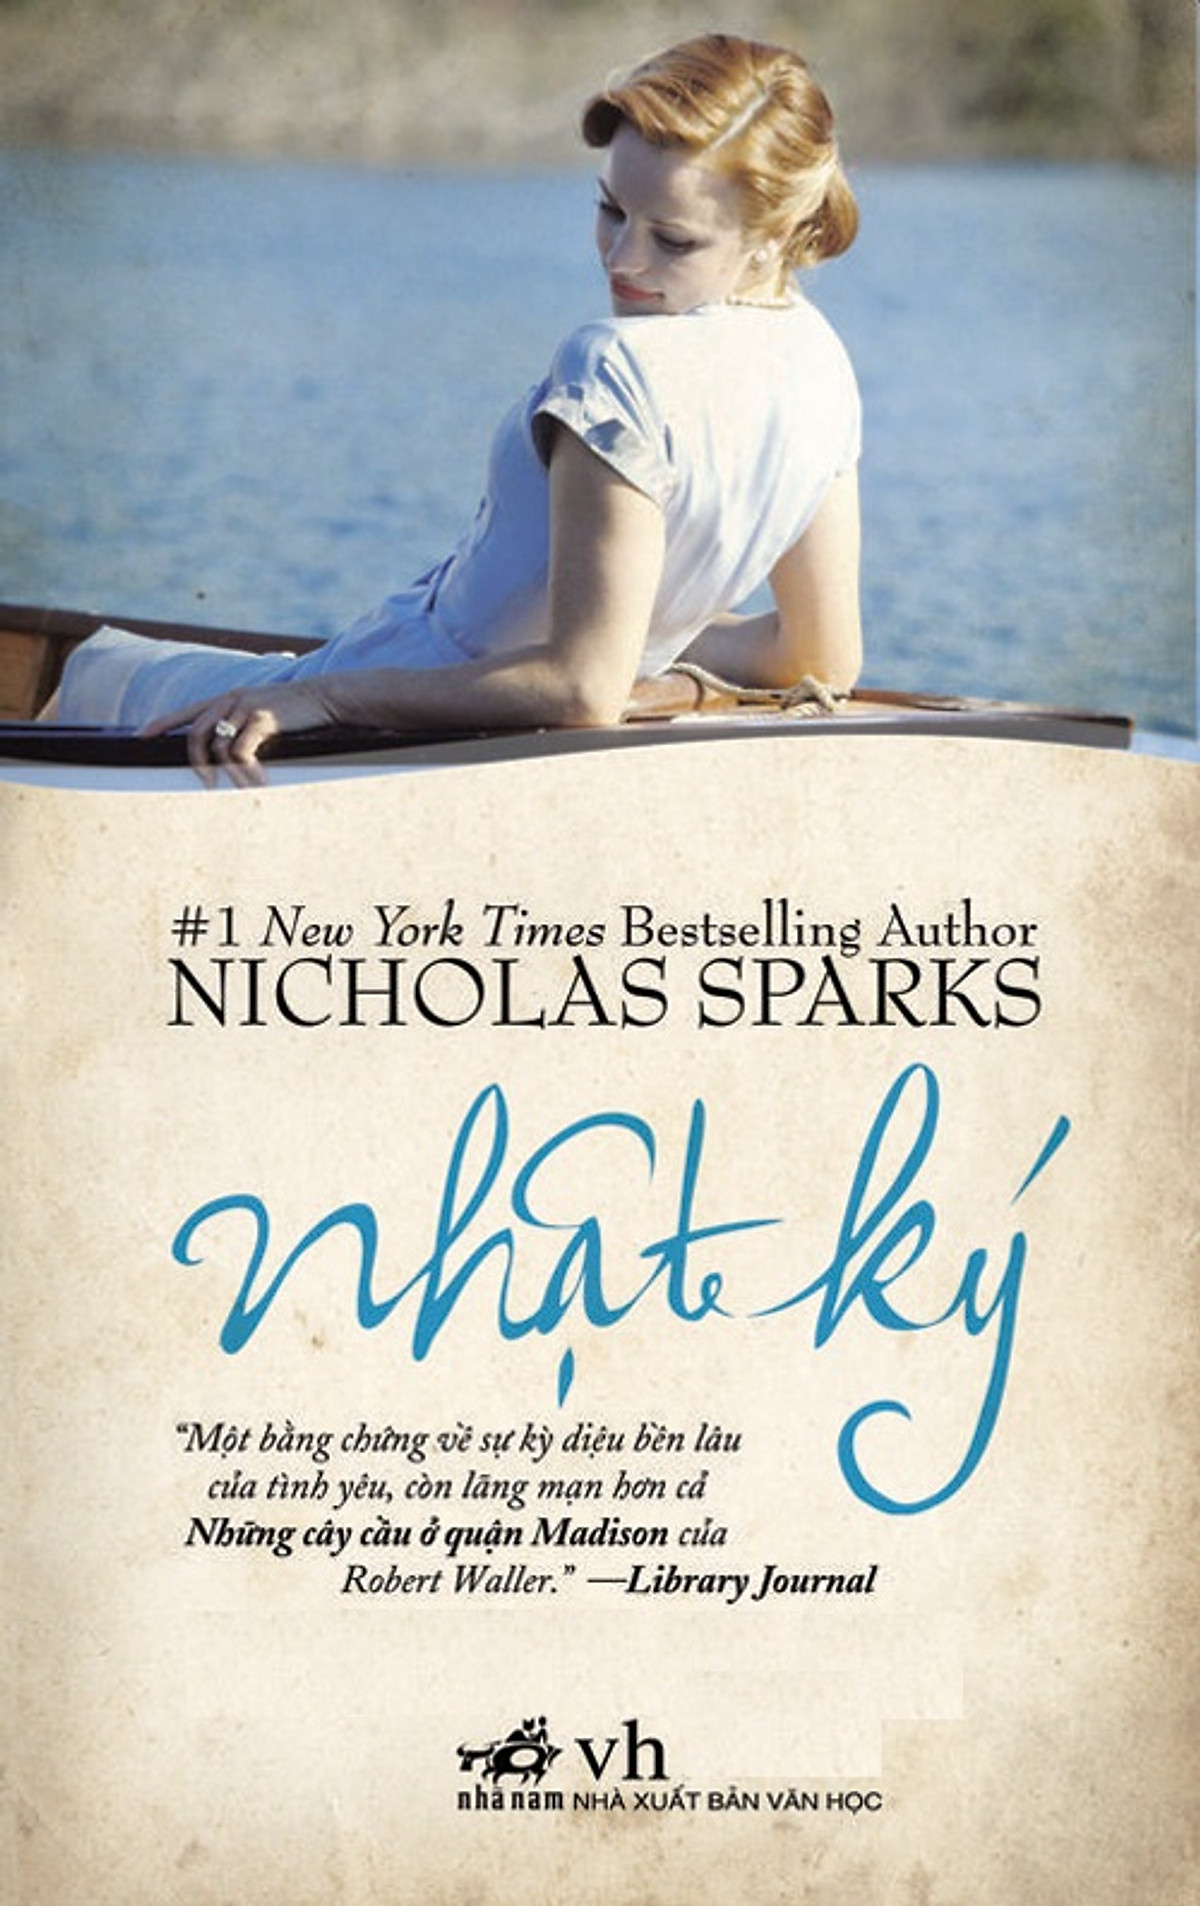 #1 New York Times Bestselling Author
NICHOLAS SPARKS
nhật ký
“Một bằng chứng về sự kỳ diệu bền lâu
của tình yêu, còn lãng mạn hơn cả
Những cây cầu ở quận Madison của
Robert Waller.” —Library Journal
vh
nhã nam NHÀ XUẤT BẢN VĂN HỌC